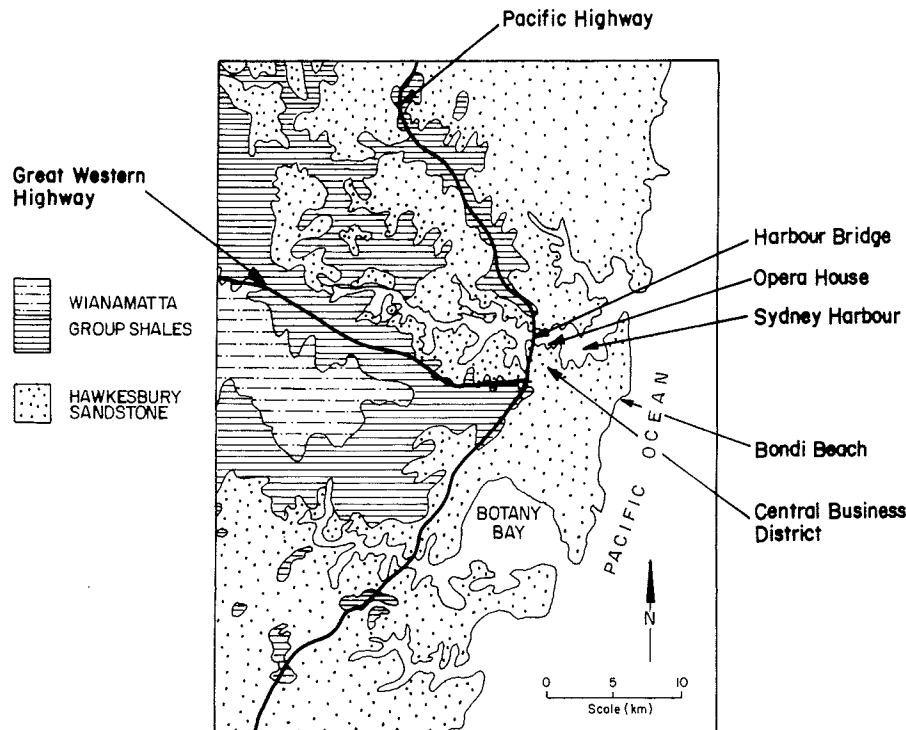 Pacific Highway
Great Western
Highway
WIANAMATTA
GROUP SHALES
HAWKESBURY
SANDSTONE
Harbour Bridge
Opera House
Sydney Harbour
Bondi Beach
Central Business
District
BOTANY
BAY
PACIFIC OCEAN
N
0 5 10
Scale (km)